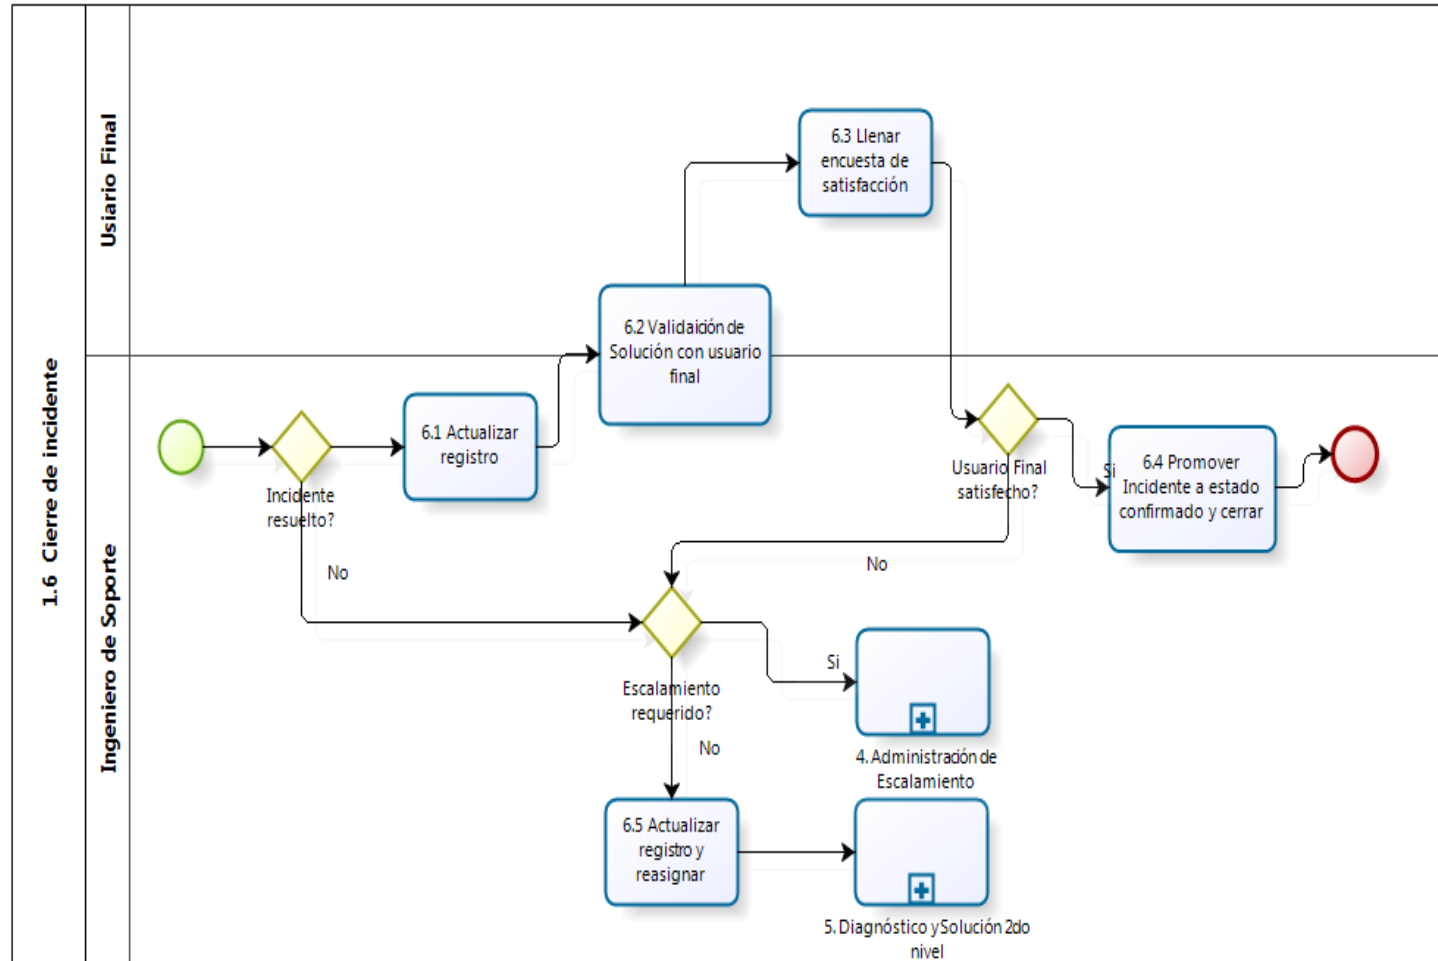 1.6 Cierre de incidente
Usiario Final
Ingeniero de Soporte
6.3 Llenar
encuesta de
satisfacción
6.2 Validaición de
Solución con usuario
final
6.1 Actualizar
registro
Incidente
resuelto?
No
Usuario Final
satisfecho?
Si
6.4 Promover
Incidente a estado
confirmado y cerrar
No
Escalamiento
requerido?
Si
No
4. Administración de
Escalamiento
6.5 Actualizar
registro y
reasignar
5. Diagnóstico y Solución 2do
nivel